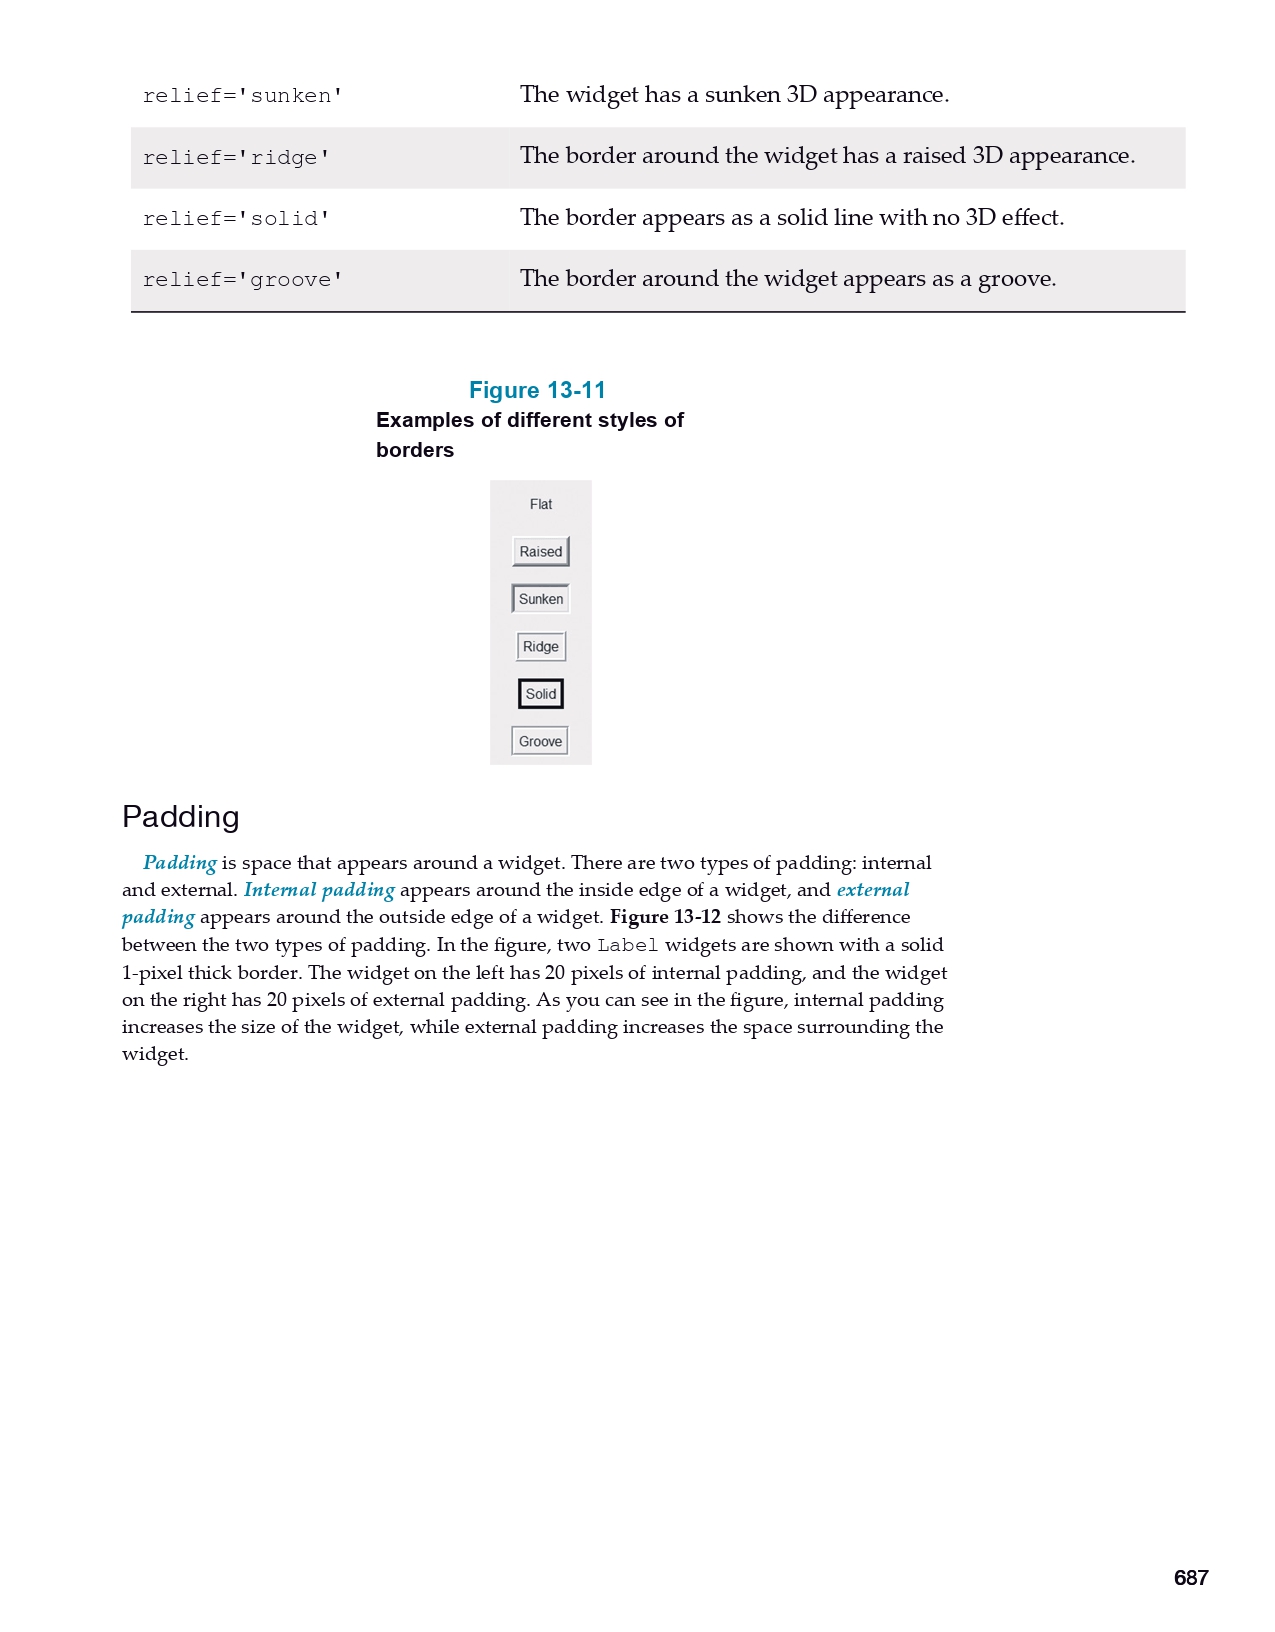 relief='sunken' The widget has a sunken 3D appearance.
relief='ridge' The border around the widget has a raised 3D appearance.
relief='solid' The border appears as a solid line with no 3D effect.
relief='groove' The border around the widget appears as a groove.
Figure 13-11
Examples of different styles of
borders
Flat
Raised
Sunken
Ridge
Solid
Groove
Padding
Padding is space that appears around a widget. There are two types of padding: internal
and external. Internal padding appears around the inside edge of a widget, and external
padding appears around the outside edge of a widget. Figure 13-12 shows the difference
between the two types of padding. In the figure, two Label widgets are shown with a solid
1-pixel thick border. The widget on the left has 20 pixels of internal padding, and the widget
on the right has 20 pixels of external padding. As you can see in the figure, internal padding
increases the size of the widget, while external padding increases the space surrounding the
widget.
687